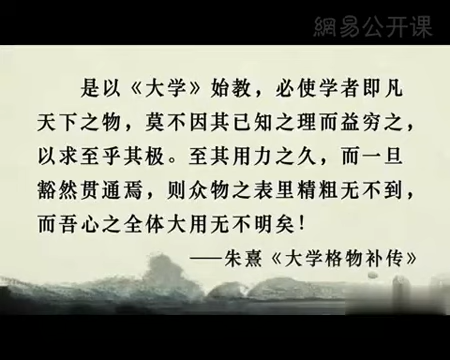 網易公开课
是以《大学》始教，必使学者即凡
天下之物，莫不因其已知之理而益穷之，
以求至乎其极。至其用力之久，而一旦
豁然贯通焉，则众物之表里精粗无不到，
而吾心之全体大用无不明矣！
——朱熹《大学格物补传》